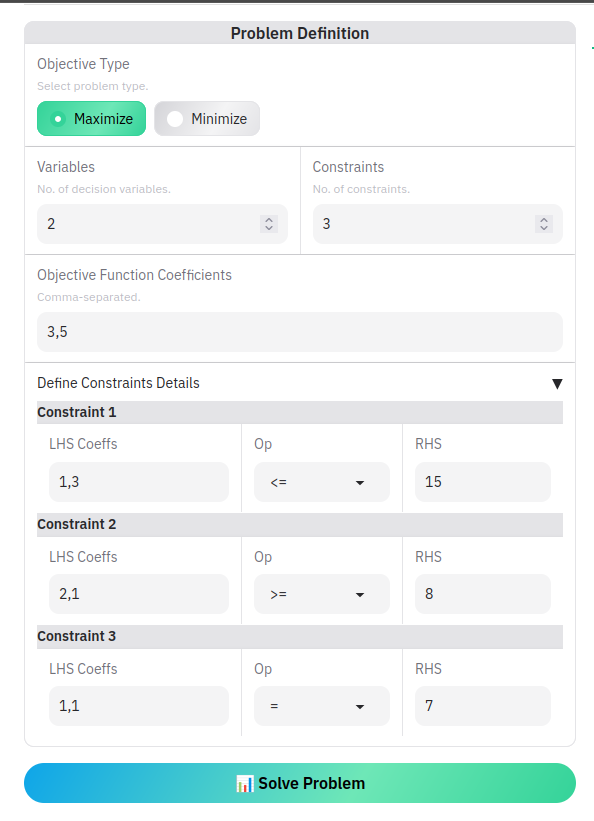 Problem Definition
Objective Type
Select problem type.
Maximize Minimize
Variables Constraints
No. of decision variables. No. of constraints.
2 3
Objective Function Coefficients
Comma-separated.
3,5
Define Constraints Details ▼
Constraint 1
LHS Coeffs Op RHS
1,3 <= 15
Constraint 2
LHS Coeffs Op RHS
2,1 >= 8
Constraint 3
LHS Coeffs Op RHS
1,1 = 7
📊 Solve Problem